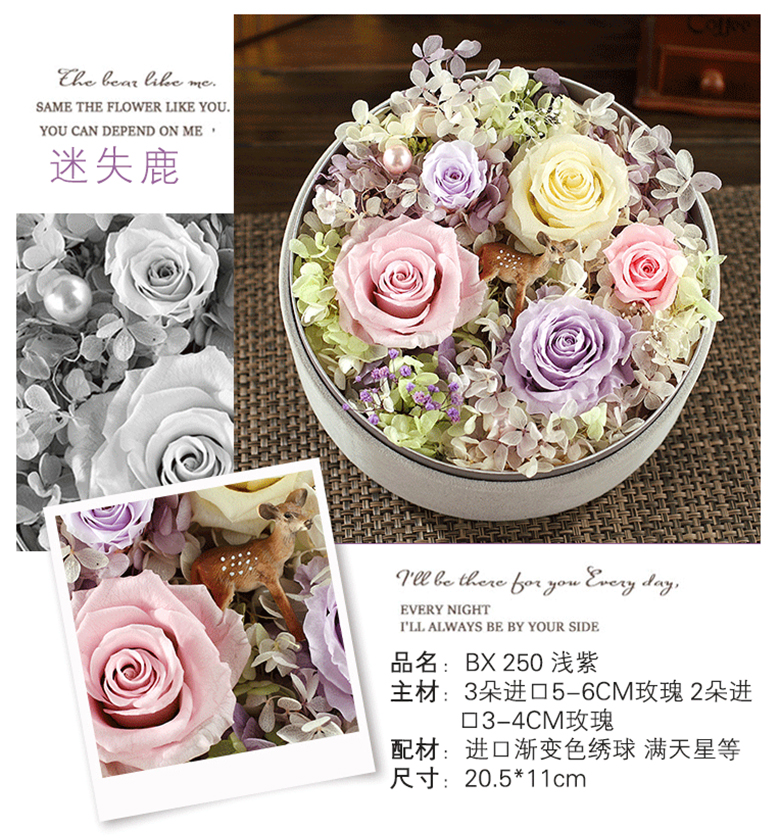 Coffee
The bear like me.
SAME THE FLOWER LIKE YOU.
YOU CAN DEPEND ON ME ，
迷失鹿
I'll be there for you Every day,
EVERY NIGHT
I'LL ALWAYS BE BY YOUR SIDE
品名：BX 250 浅紫
主材：3朵进口5-6CM玫瑰 2朵进
口3-4CM玫瑰
配材：进口渐变色绣球 满天星等
尺寸：20.5*11cm